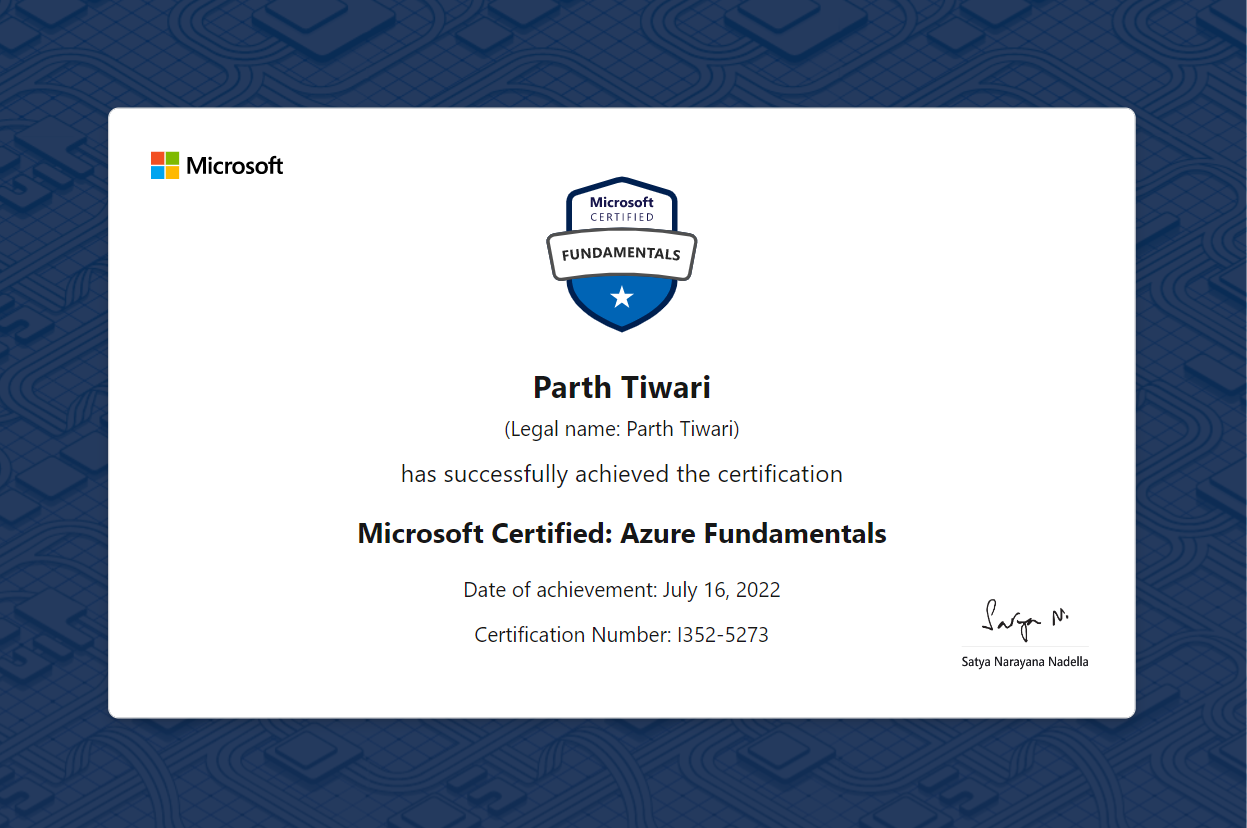 Microsoft
Microsoft
CERTIFIED
FUNDAMENTALS
Parth Tiwari
(Legal name: Parth Tiwari)
has successfully achieved the certification
Microsoft Certified: Azure Fundamentals
Date of achievement: July 16, 2022
Certification Number: I352-5273
Satya N.
Satya Narayana Nadella